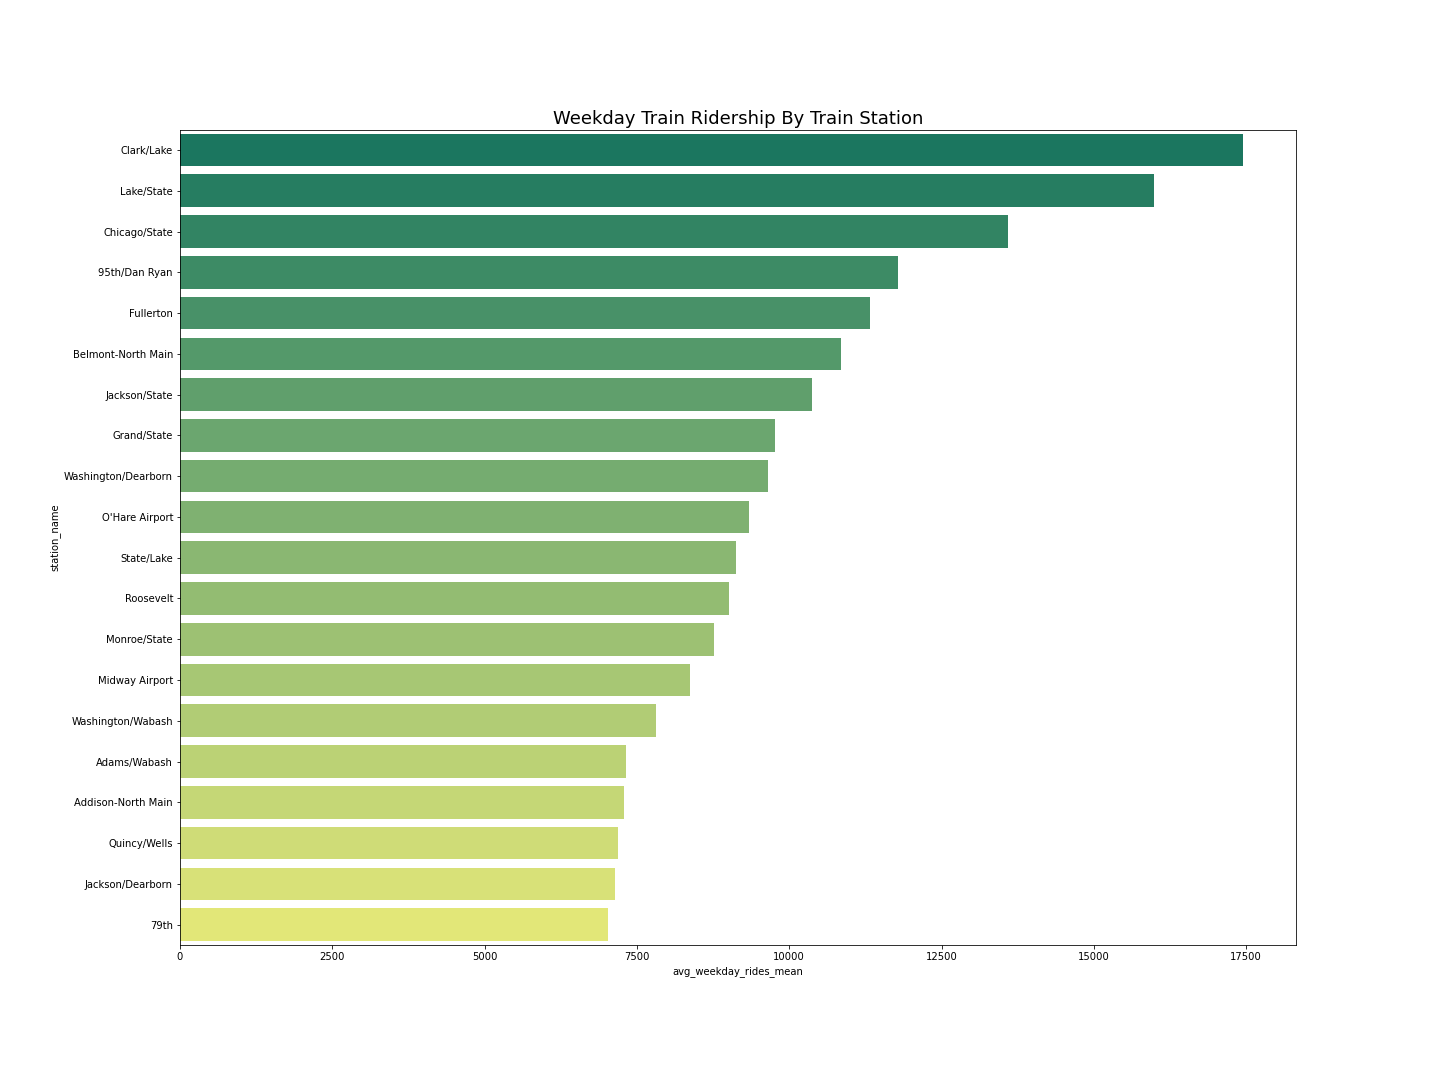 Weekday Train Ridership By Train Station
Clark/Lake
Lake/State
Chicago/State
95th/Dan Ryan
Fullerton
Belmont-North Main
Jackson/State
Grand/State
Washington/Dearborn
O'Hare Airport
State/Lake
Roosevelt
Monroe/State
Midway Airport
Washington/Wabash
Adams/Wabash
Addison-North Main
Quincy/Wells
Jackson/Dearborn
79th
station_name
0 2500 5000 7500 10000 12500 15000 17500
avg_weekday_rides_mean